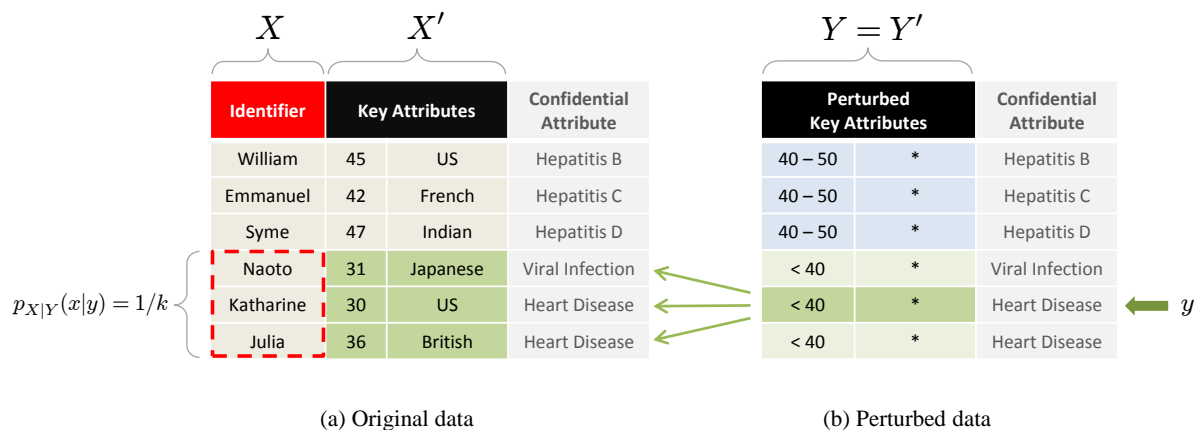 X X′ Y = Y′
Identifier Key Attributes Confidential Attribute
Perturbed Key Attributes Confidential Attribute
William 45 US Hepatitis B 40 – 50 * Hepatitis B
Emmanuel 42 French Hepatitis C 40 – 50 * Hepatitis C
Syme 47 Indian Hepatitis D 40 – 50 * Hepatitis D
Naoto 31 Japanese Viral Infection < 40 * Viral Infection
p_{X|Y}(x|y) = 1/k Katharine 30 US Heart Disease < 40 * Heart Disease y
Julia 36 British Heart Disease < 40 * Heart Disease
(a) Original data (b) Perturbed data